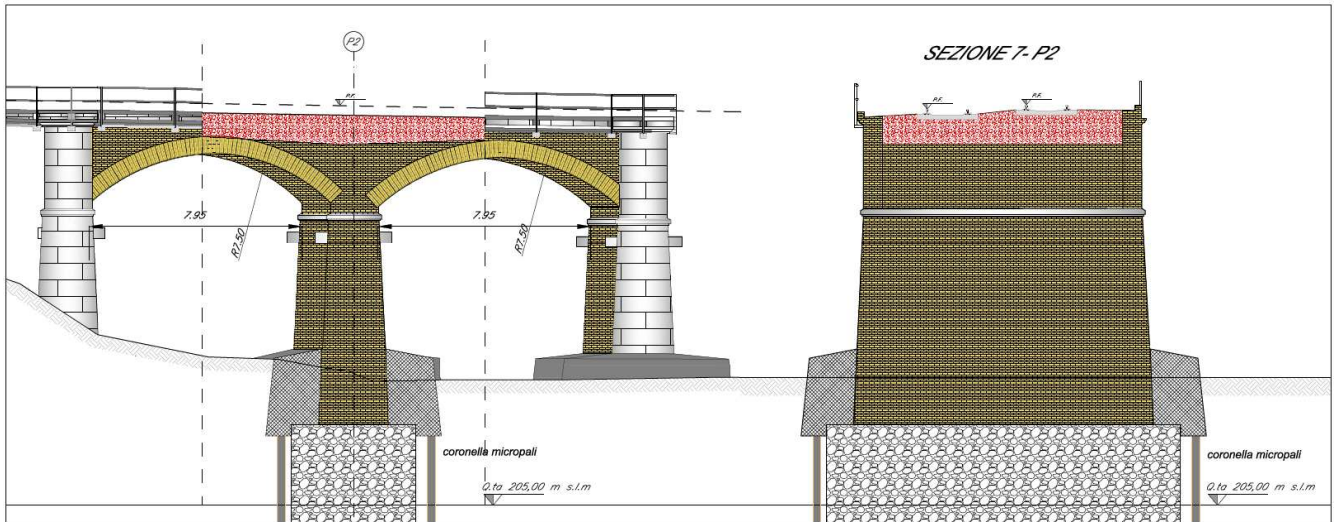 P2
SEZIONE 7- P2
P.F.
P.F.
P.F.
7.95
7.95
R7.50
R7.50
coronella micropali
coronella micropali
Q.ta 205,00 m s.l.m
Q.ta 205,00 m s.l.m